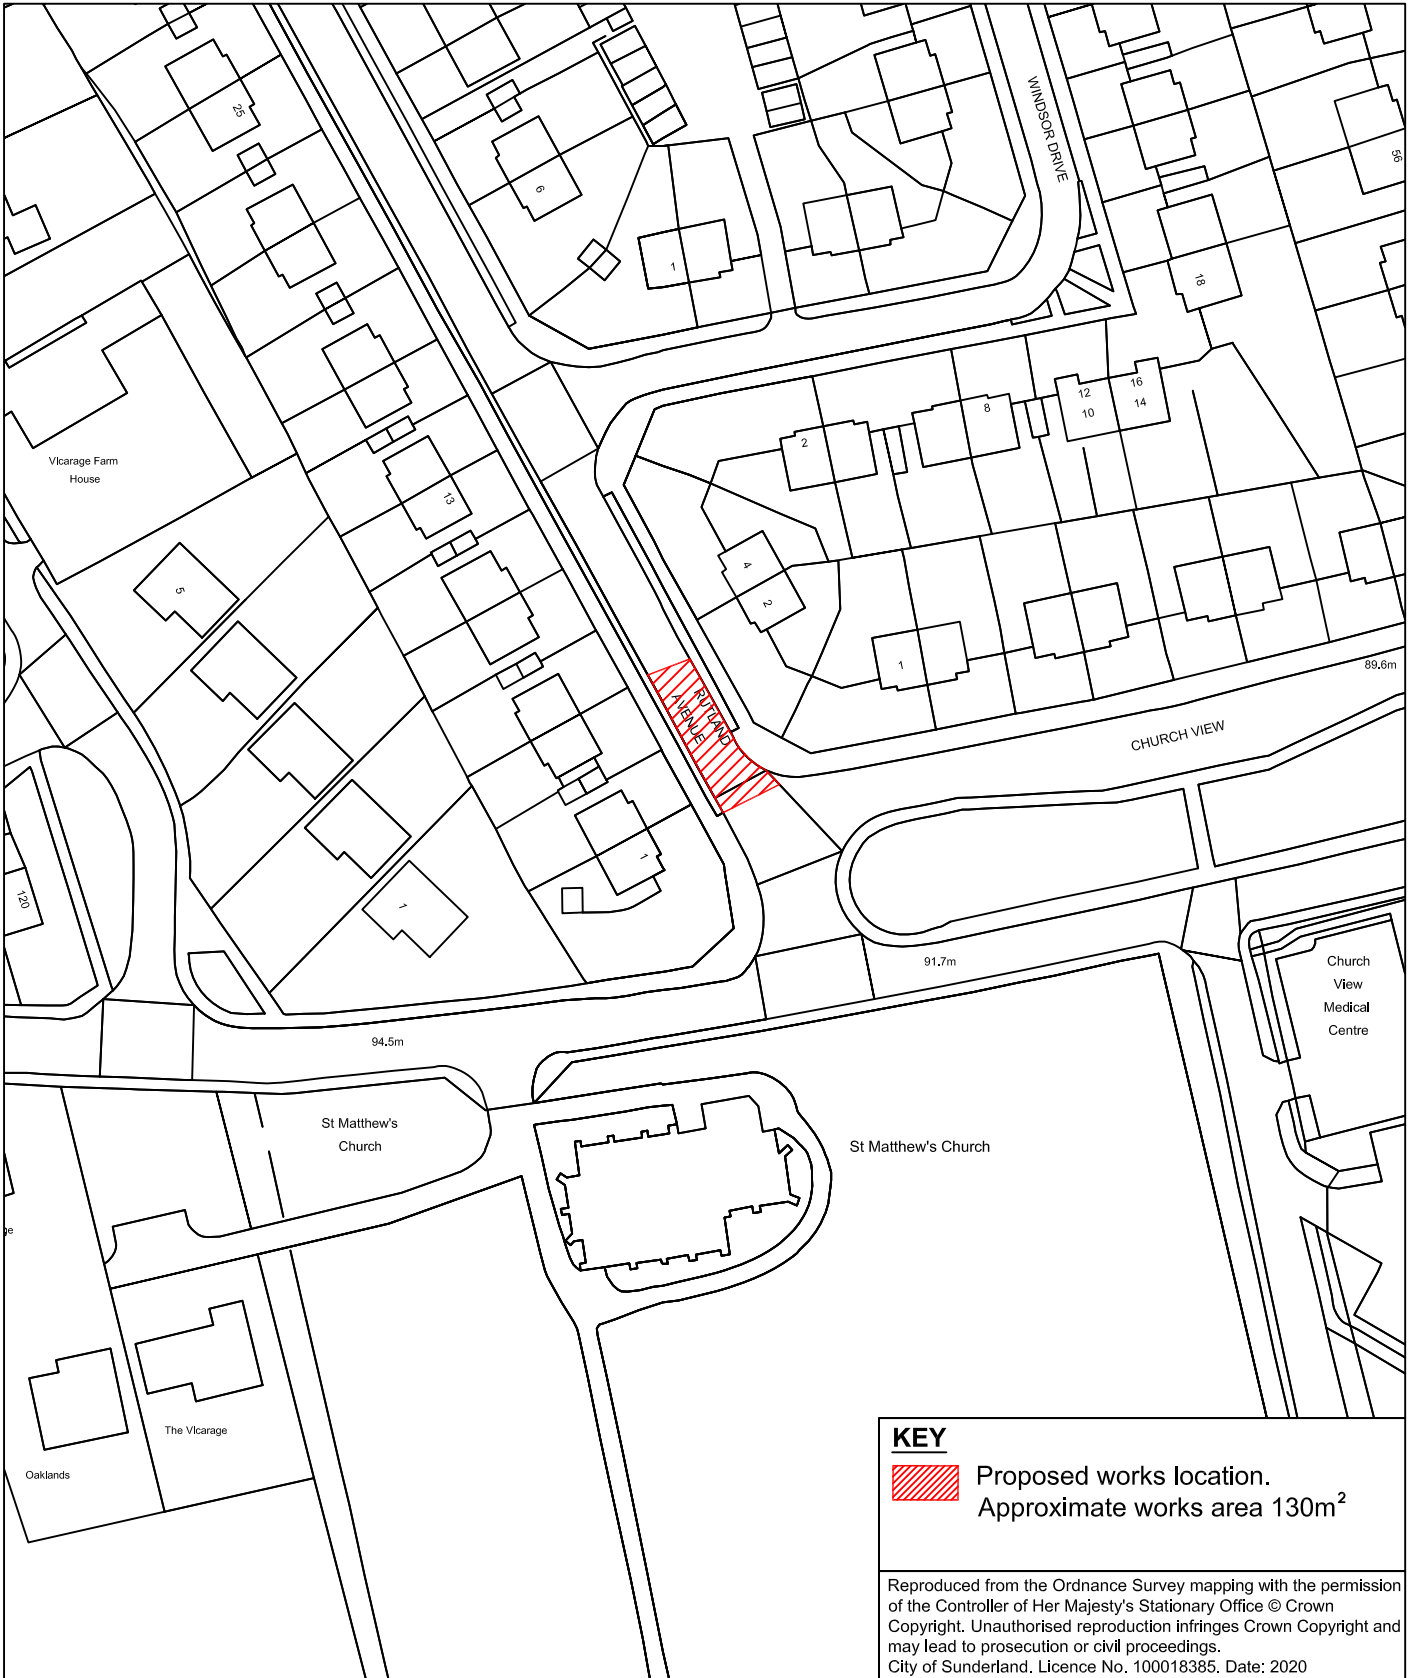 WINDSOR DRIVE
25
56
6
1
18
12
16
10
14
8
2
Vicarage Farm
House
13
5
4
2
1
89.6m
RUTLAND
AVENUE
CHURCH VIEW
1
120
1
91.7m
Church
View
Medical
Centre
94.5m
St Matthew's
Church
St Matthew's Church
The Vicarage
Oaklands
KEY
Proposed works location.
Approximate works area 130m²
Reproduced from the Ordnance Survey mapping with the permission
of the Controller of Her Majesty's Stationary Office © Crown
Copyright. Unauthorised reproduction infringes Crown Copyright and
may lead to prosecution or civil proceedings.
City of Sunderland. Licence No. 100018385. Date: 2020